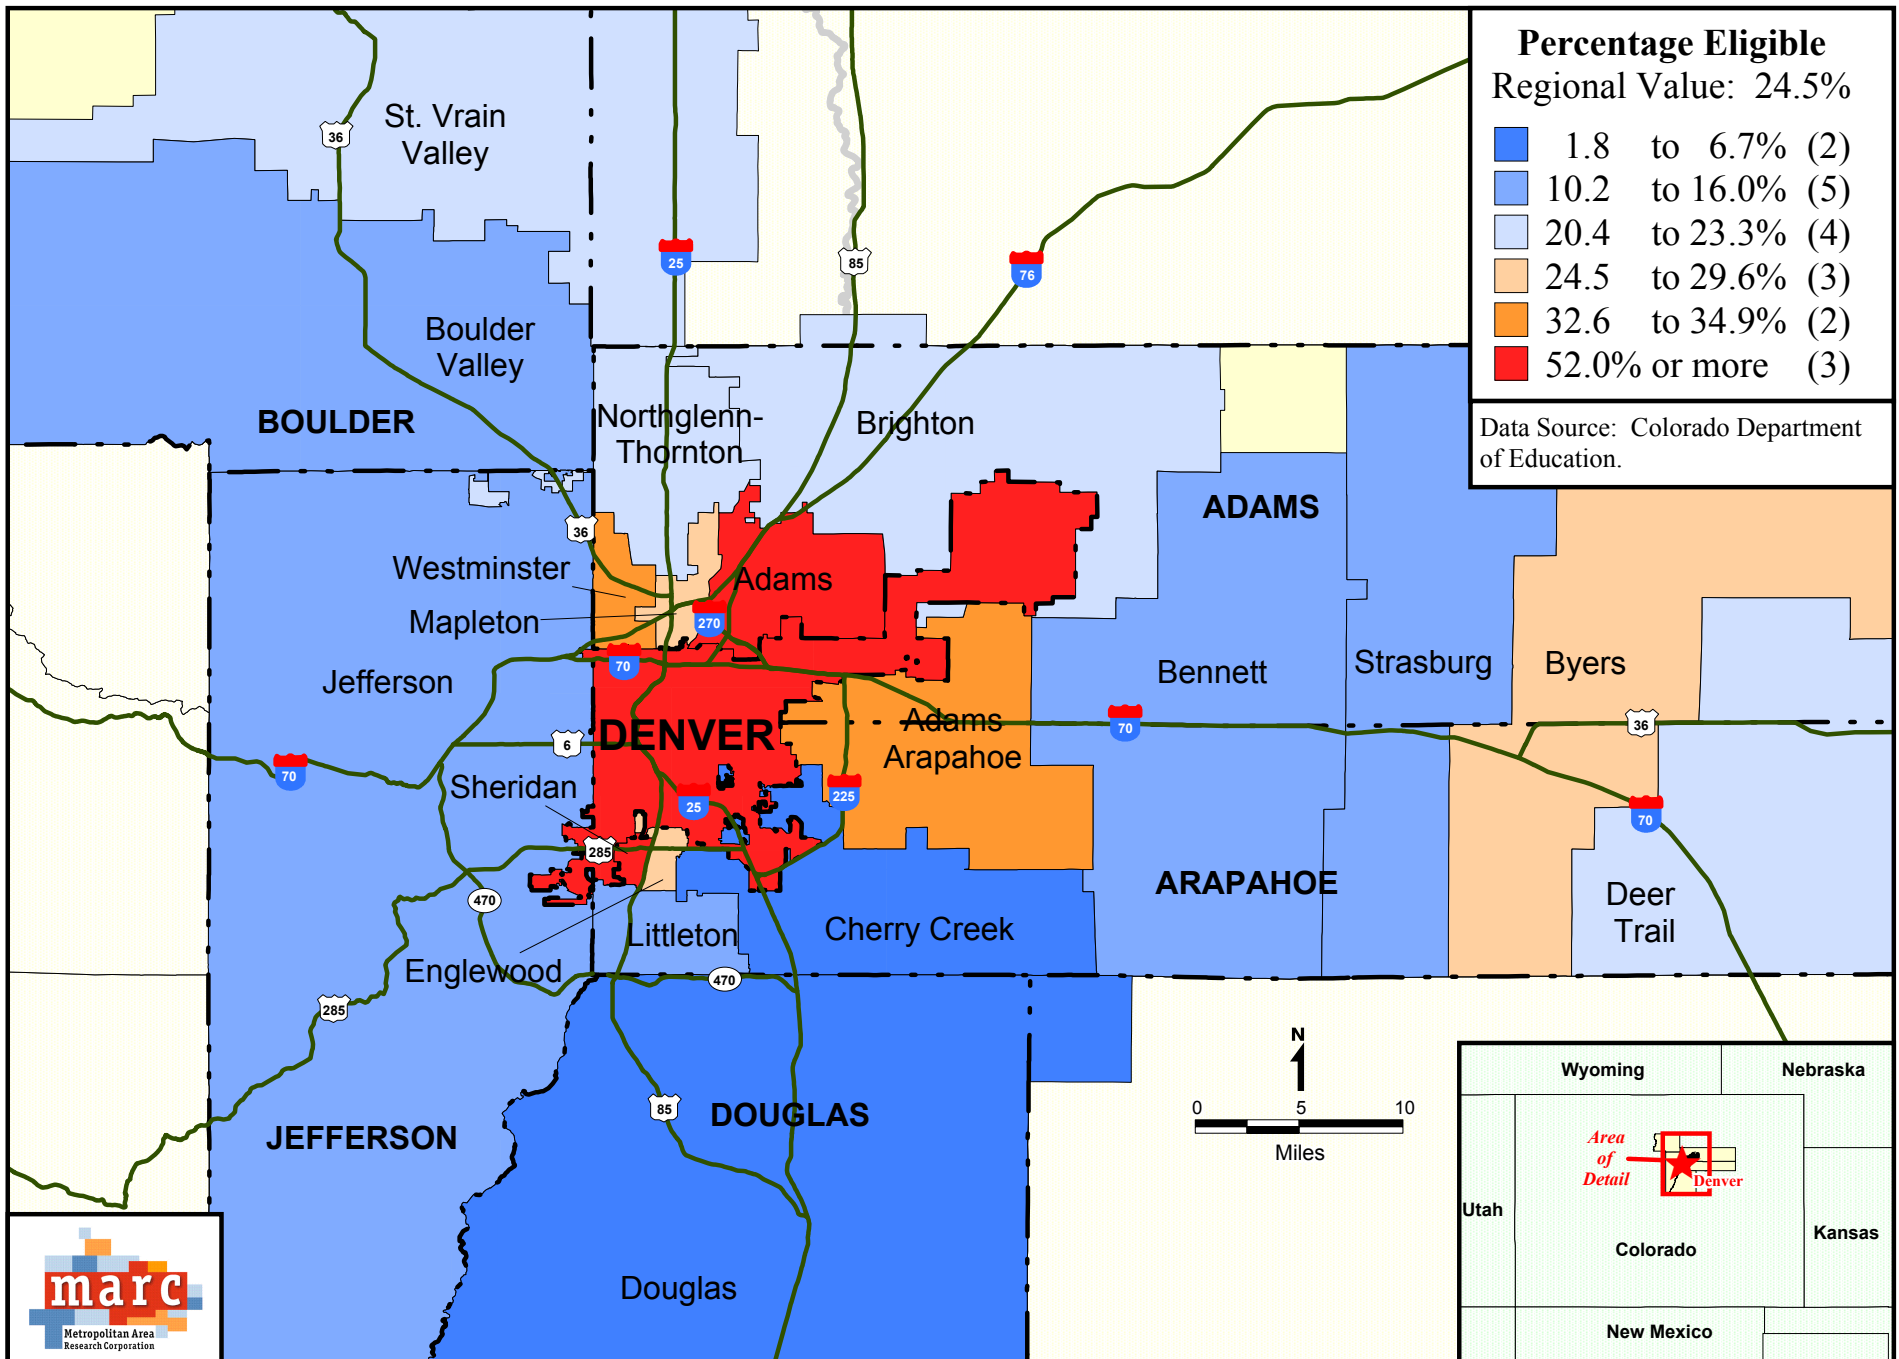 Percentage Eligible
Regional Value: 24.5%
1.8 to 6.7% (2)
10.2 to 16.0% (5)
20.4 to 23.3% (4)
24.5 to 29.6% (3)
32.6 to 34.9% (2)
52.0% or more (3)
Data Source: Colorado Department
of Education.
St. Vrain
Valley
36
25
85
76
Boulder
Valley
BOULDER
Northglenn-
Thornton
Brighton
ADAMS
36
Westminster
Adams
Mapleton
270
70
Jefferson
Bennett
Strasburg
Byers
DENVER
Adams
Arapahoe
70
36
6
70
Sheridan
25
225
70
285
ARAPAHOE
Deer
Trail
470
Littleton
Cherry Creek
Englewood
470
285
85
DOUGLAS
JEFFERSON
Douglas
N
0 5 10
Miles
Wyoming
Nebraska
Area
of
Detail
Denver
Utah
Colorado
Kansas
New Mexico
marc
Metropolitan Area
Research Corporation